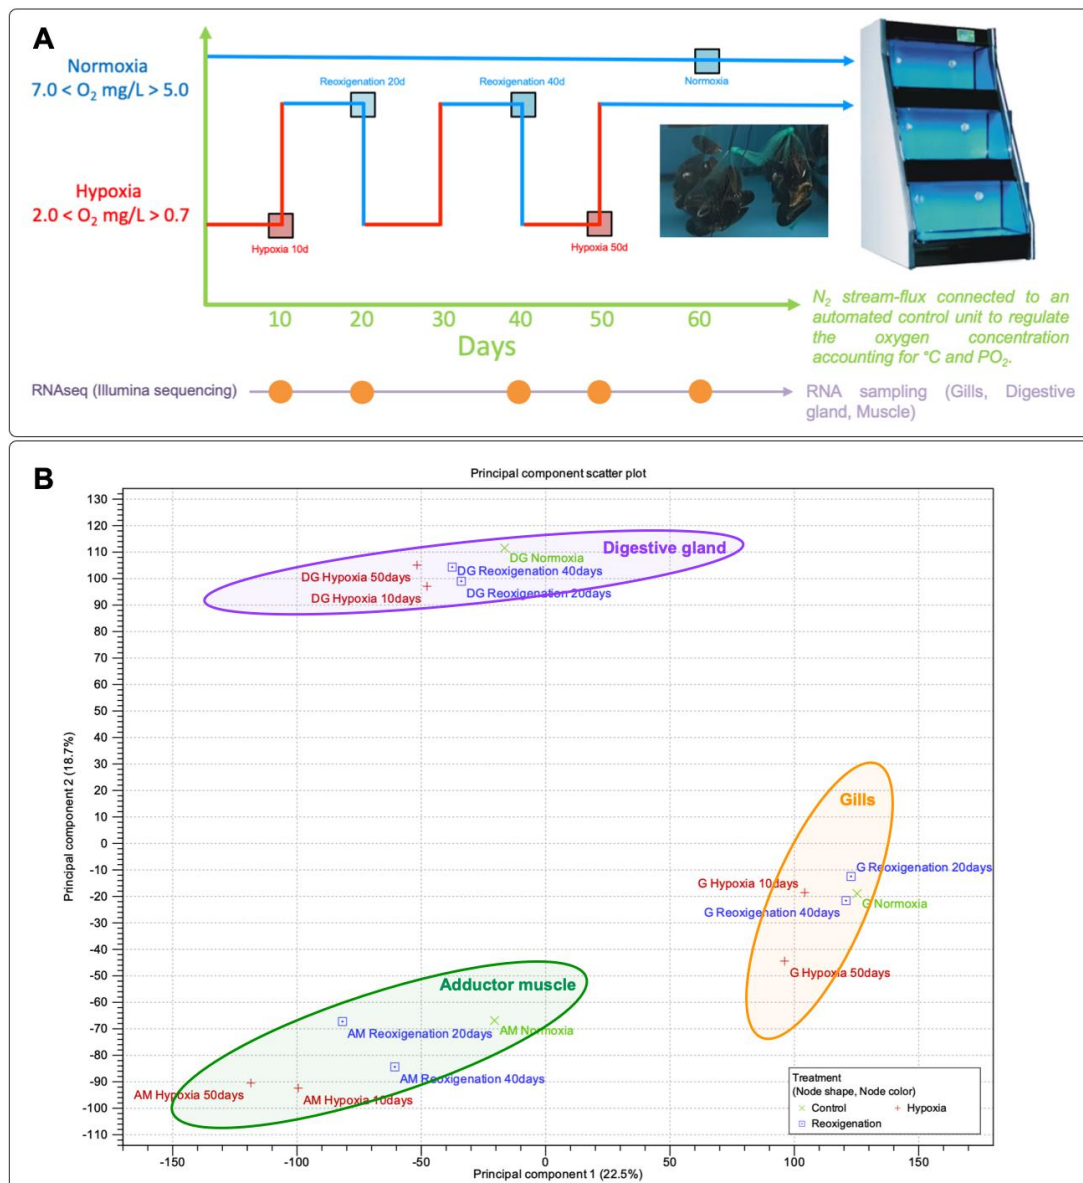 A
Normoxia
7.0 < O₂ mg/L > 5.0
Reoxigenation 20d
Reoxigenation 40d
Normoxia
Hypoxia
2.0 < O₂ mg/L > 0.7
Hypoxia 10d
Hypoxia 50d
10 20 30 40 50 60
Days
N₂ stream-flux connected to an
automated control unit to regulate
the oxygen concentration
accounting for °C and PO₂.
RNAseq (Illumina sequencing)
RNA sampling (Gills, Digestive
gland, Muscle)
B
Principal component scatter plot
130
120
110
100
90
80
70
60
50
40
30
20
10
0
-10
-20
-30
-40
-50
-60
-70
-80
-90
-100
-110
Principal component 2 (18.7%)
Digestive gland
DG Normoxia
DG Hypoxia 50days
DG Reoxigenation 40days
DG Hypoxia 10days
DG Reoxigenation 20days
Gills
G Reoxigenation 20days
G Hypoxia 10days
G Normoxia
G Reoxigenation 40days
G Hypoxia 50days
Adductor muscle
AM Reoxigenation 20days
AM Normoxia
AM Reoxigenation 40days
AM Hypoxia 50days
AM Hypoxia 10days
Treatment
(Node shape, Node color)
Control
Hypoxia
Reoxigenation
-150 -100 -50 0 50 100 150
Principal component 1 (22.5%)